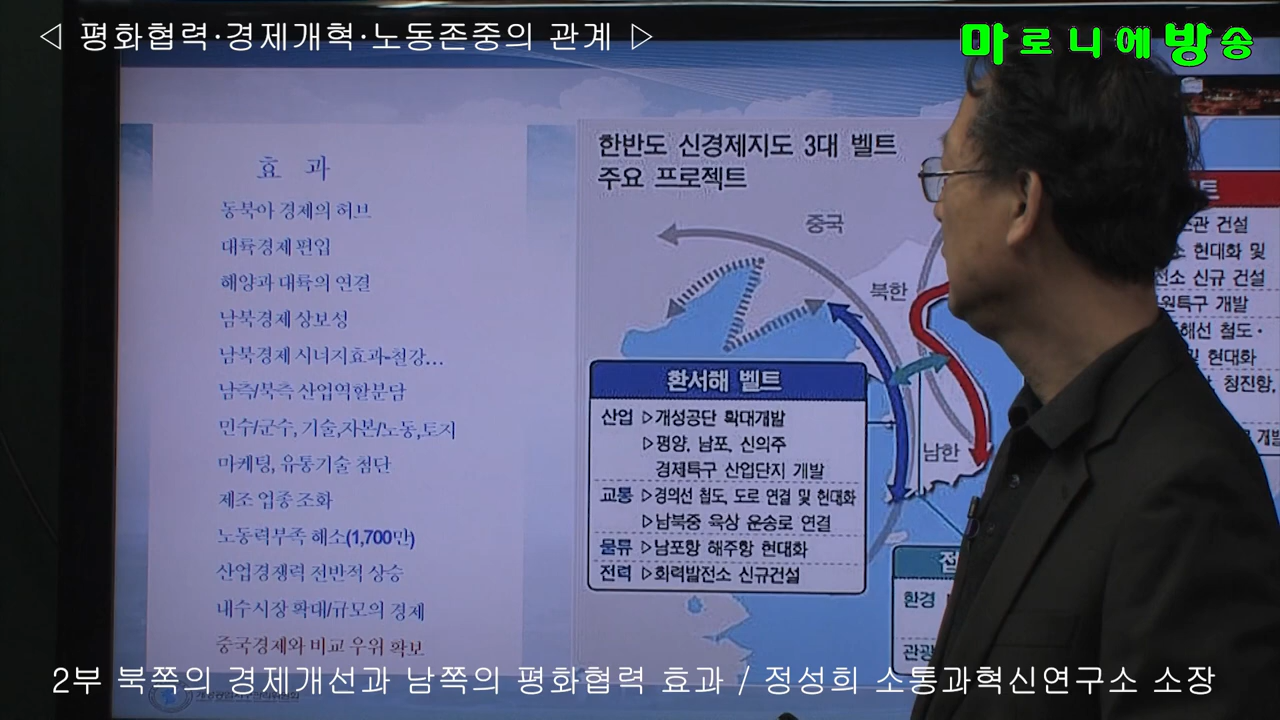 ◁ 평화협력·경제개혁·노동존중의 관계 ▷
마로니에방송
효 과
동북아 경제의 허브
대륙경제 편입
해양과 대륙의 연결
남북경제 상보성
남북경제 시너지효과-철강...
남측/북측 산업역할분담
민수/군수, 기술,자본/노동,토지
마케팅, 유통기술 첨단
제조 업종 조화
노동력부족 해소(1,700만)
산업경쟁력 전반적 상승
내수시장 확대/규모의 경제
중국경제와 비교 우위 확보
한반도 신경제지도 3대 벨트
주요 프로젝트
중국
북한
남한
환서해 벨트
산업 ▷개성공단 확대개발
▷평양, 남포, 신의주
경제특구 산업단지 개발
교통 ▷경의선 철도, 도로 연결 및 현대화
▷남북중 육상 운송로 연결
물류 ▷남포항 해주항 현대화
전력 ▷화력발전소 신규건설
접
환경
관광
트
관 건설
현대화 및
전소 신규 건설
원특구 개발
해선 철도·
및 현대화
청진항,
개발
2부 북쪽의 경제개선과 남쪽의 평화협력 효과 / 정성희 소통과혁신연구소 소장